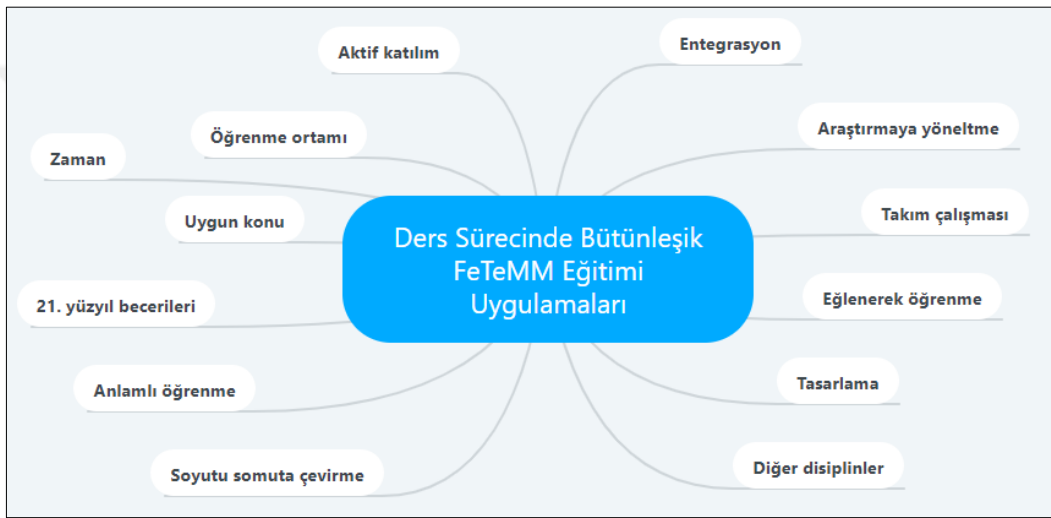 Aktif katılım
Entegrasyon
Öğrenme ortamı
Araştırmaya yöneltme
Zaman
Uygun konu
Takım çalışması
Ders Sürecinde Bütünleşik
FeTeMM Eğitimi
Uygulamaları
21. yüzyıl becerileri
Eğlenerek öğrenme
Anlamlı öğrenme
Tasarlama
Soyutu somuta çevirme
Diğer disiplinler